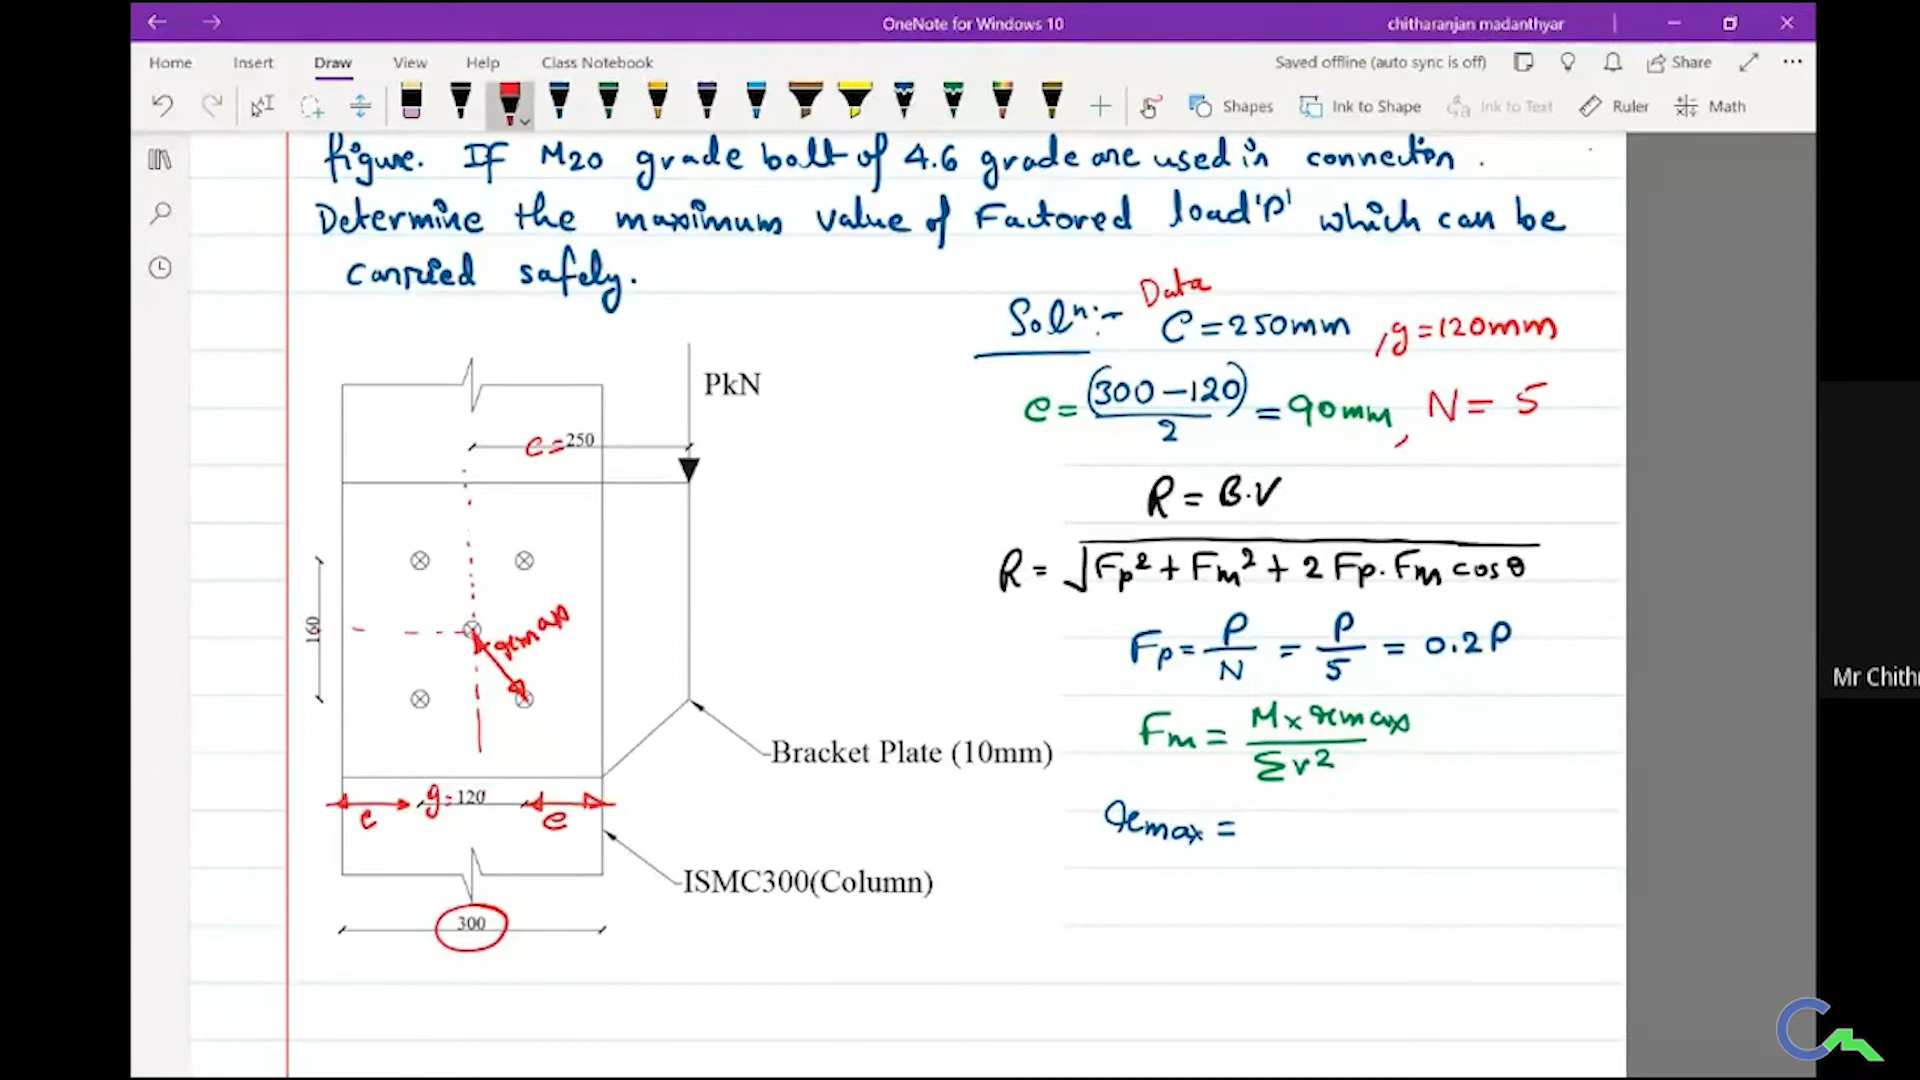 OneNote for Windows 10
chitharanjan madanthyar
Home Insert Draw View Help Class Notebook
Saved offline (auto sync is off) Share
Shapes Ink to Shape Ink to Text Ruler Math
figure. If M20 grade bolt of 4.6 grade are used in connection .
Determine the maximum value of Factored load 'P' which can be
carried safely.
Soln:- Data C = 250mm , g = 120mm
e = (300 - 120) / 2 = 90mm , N = 5
R = B.V
R = √Fp² + Fm² + 2 Fp. Fm cos θ
Fp = P/N = P/5 = 0.2P
Fm = M x rmax / Σr²
rmax =
PkN
e = 250
160
rmax
Bracket Plate (10mm)
e g = 120 e
ISMC300(Column)
300
Mr Chithr